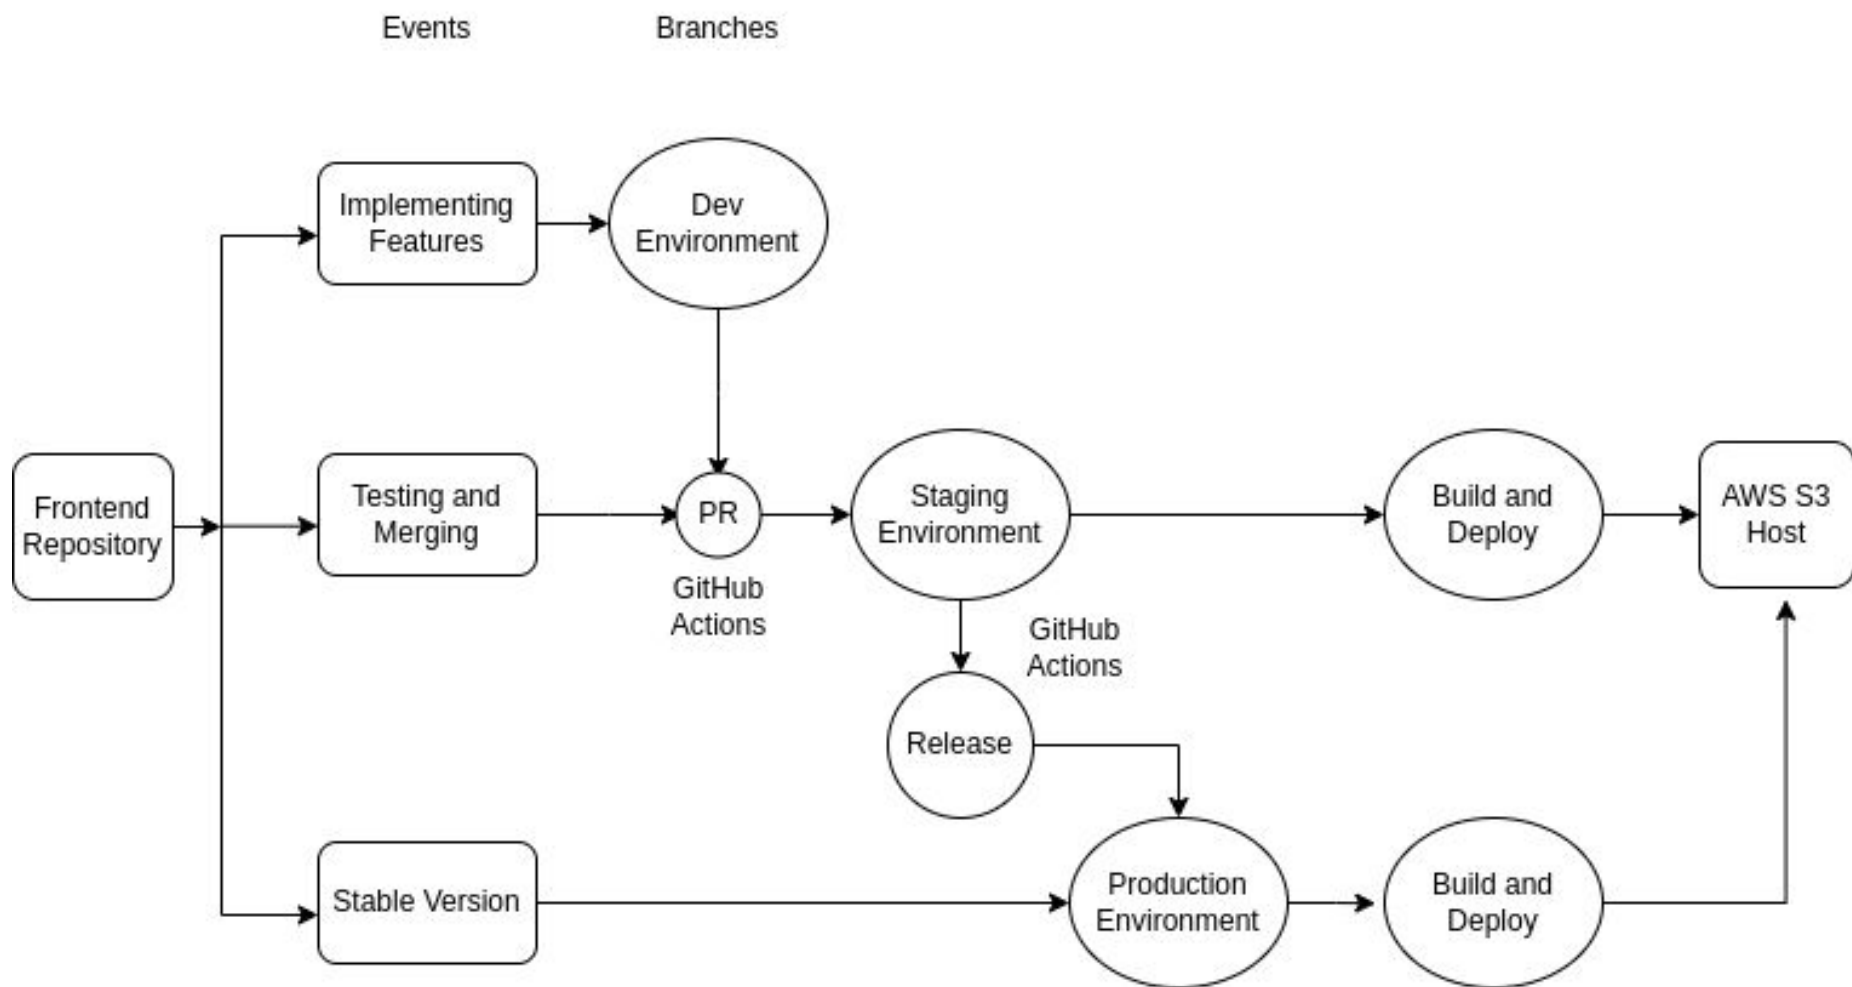 Events
Branches
Implementing
Features
Dev
Environment
Frontend
Repository
Testing and
Merging
PR
GitHub
Actions
Staging
Environment
Build and
Deploy
AWS S3
Host
GitHub
Actions
Release
Stable Version
Production
Environment
Build and
Deploy